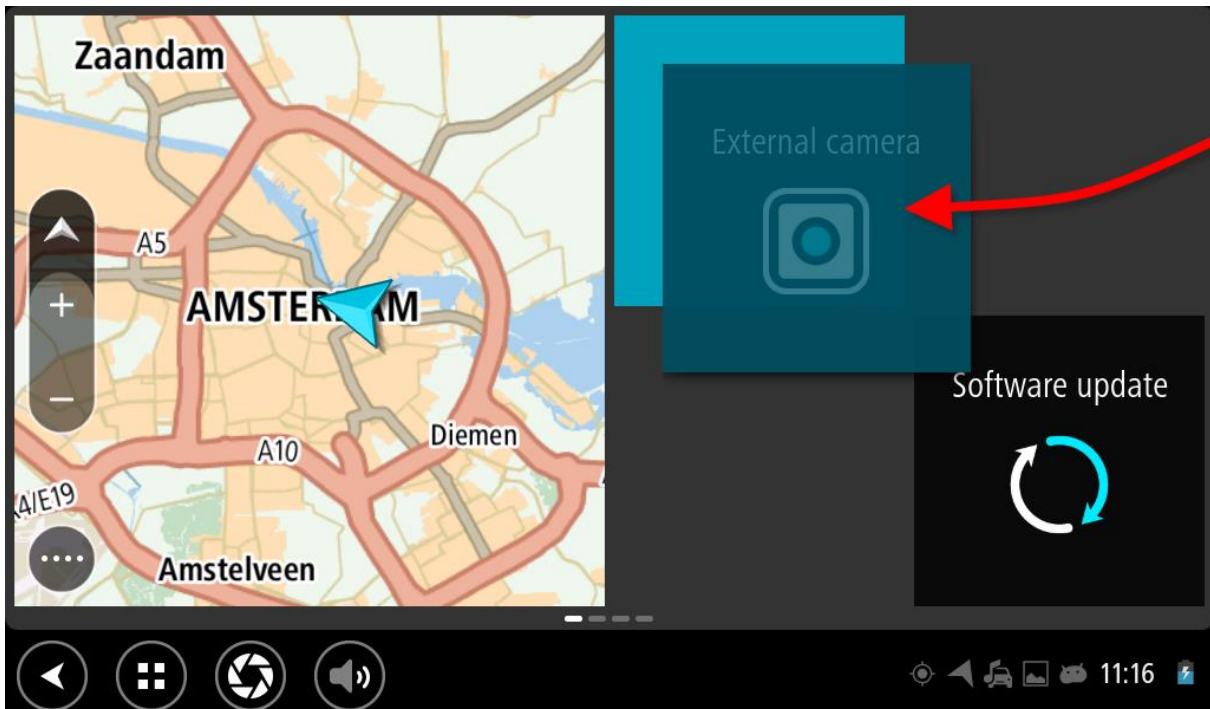 Zaandam
External camera
A5
AMSTERDAM
Software update
Diemen
A10
A4/E19
Amstelveen
11:16